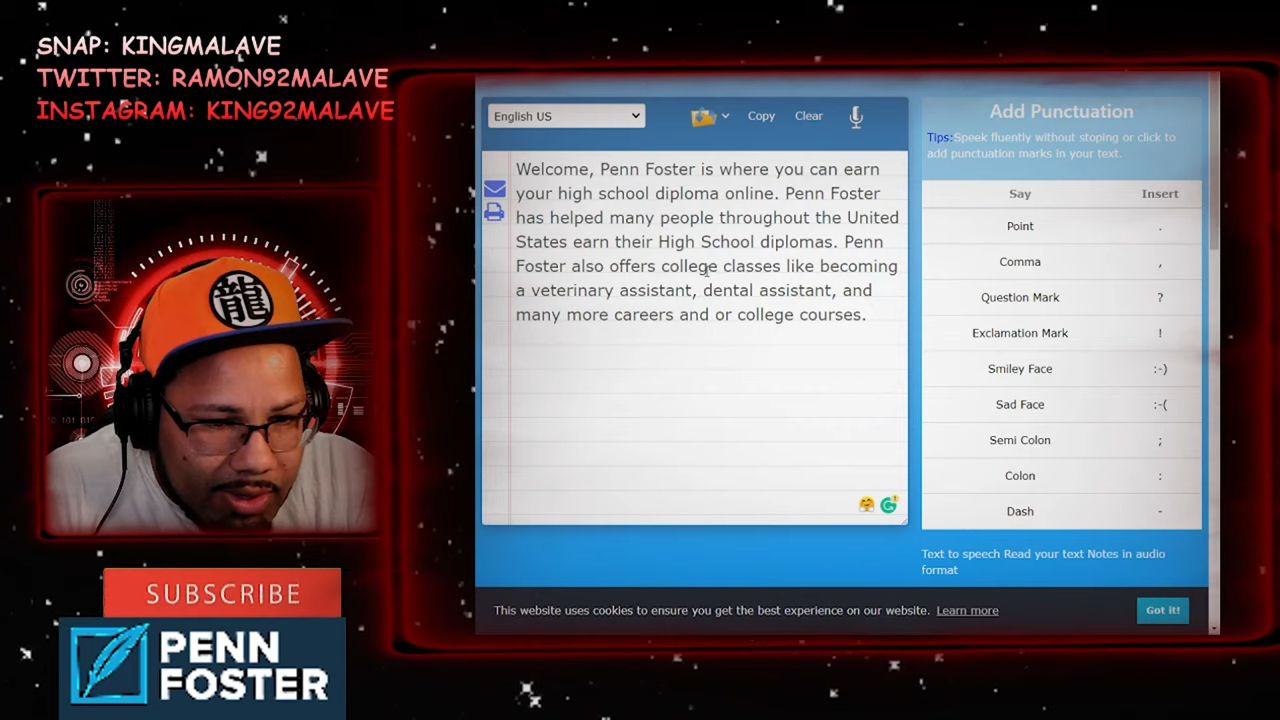 SNAP: KINGMALAVE
TWITTER: RAMON92MALAVE
INSTAGRAM: KING92MALAVE
English US
Copy
Clear
Welcome, Penn Foster is where you can earn
your high school diploma online. Penn Foster
has helped many people throughout the United
States earn their High School diplomas. Penn
Foster also offers college classes like becoming
a veterinary assistant, dental assistant, and
many more careers and or college courses.
Add Punctuation
Tips:Speek fluently without stoping or click to
add punctuation marks in your text.
Say Insert
Point .
Comma ,
Question Mark ?
Exclamation Mark !
Smiley Face :-)
Sad Face :-(
Semi Colon ;
Colon :
Dash -
Text to speech Read your text Notes in audio
format
This website uses cookies to ensure you get the best experience on our website. Learn more
Got it!
龍
SUBSCRIBE
PENN
FOSTER